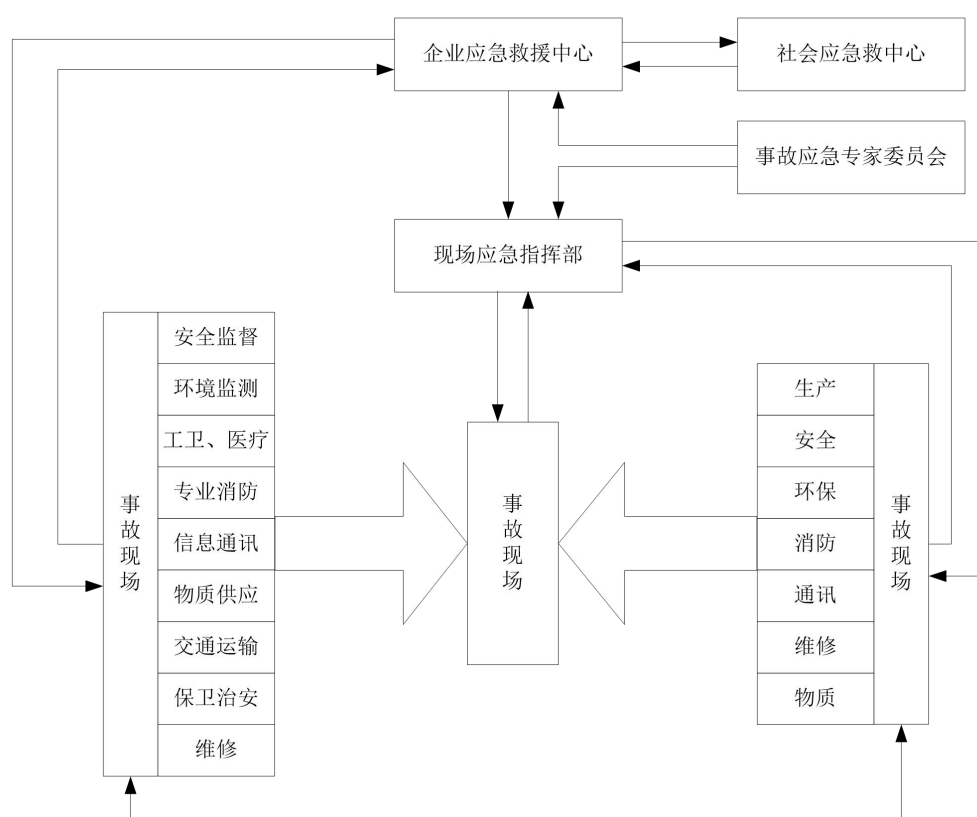 企业应急救援中心
社会应急救中心
事故应急专家委员会
现场应急指挥部
事故现场
安全监督
环境监测
工卫、医疗
专业消防
信息通讯
物质供应
交通运输
保卫治安
维修
事故现场
生产
安全
环保
消防
通讯
维修
物质
事故现场